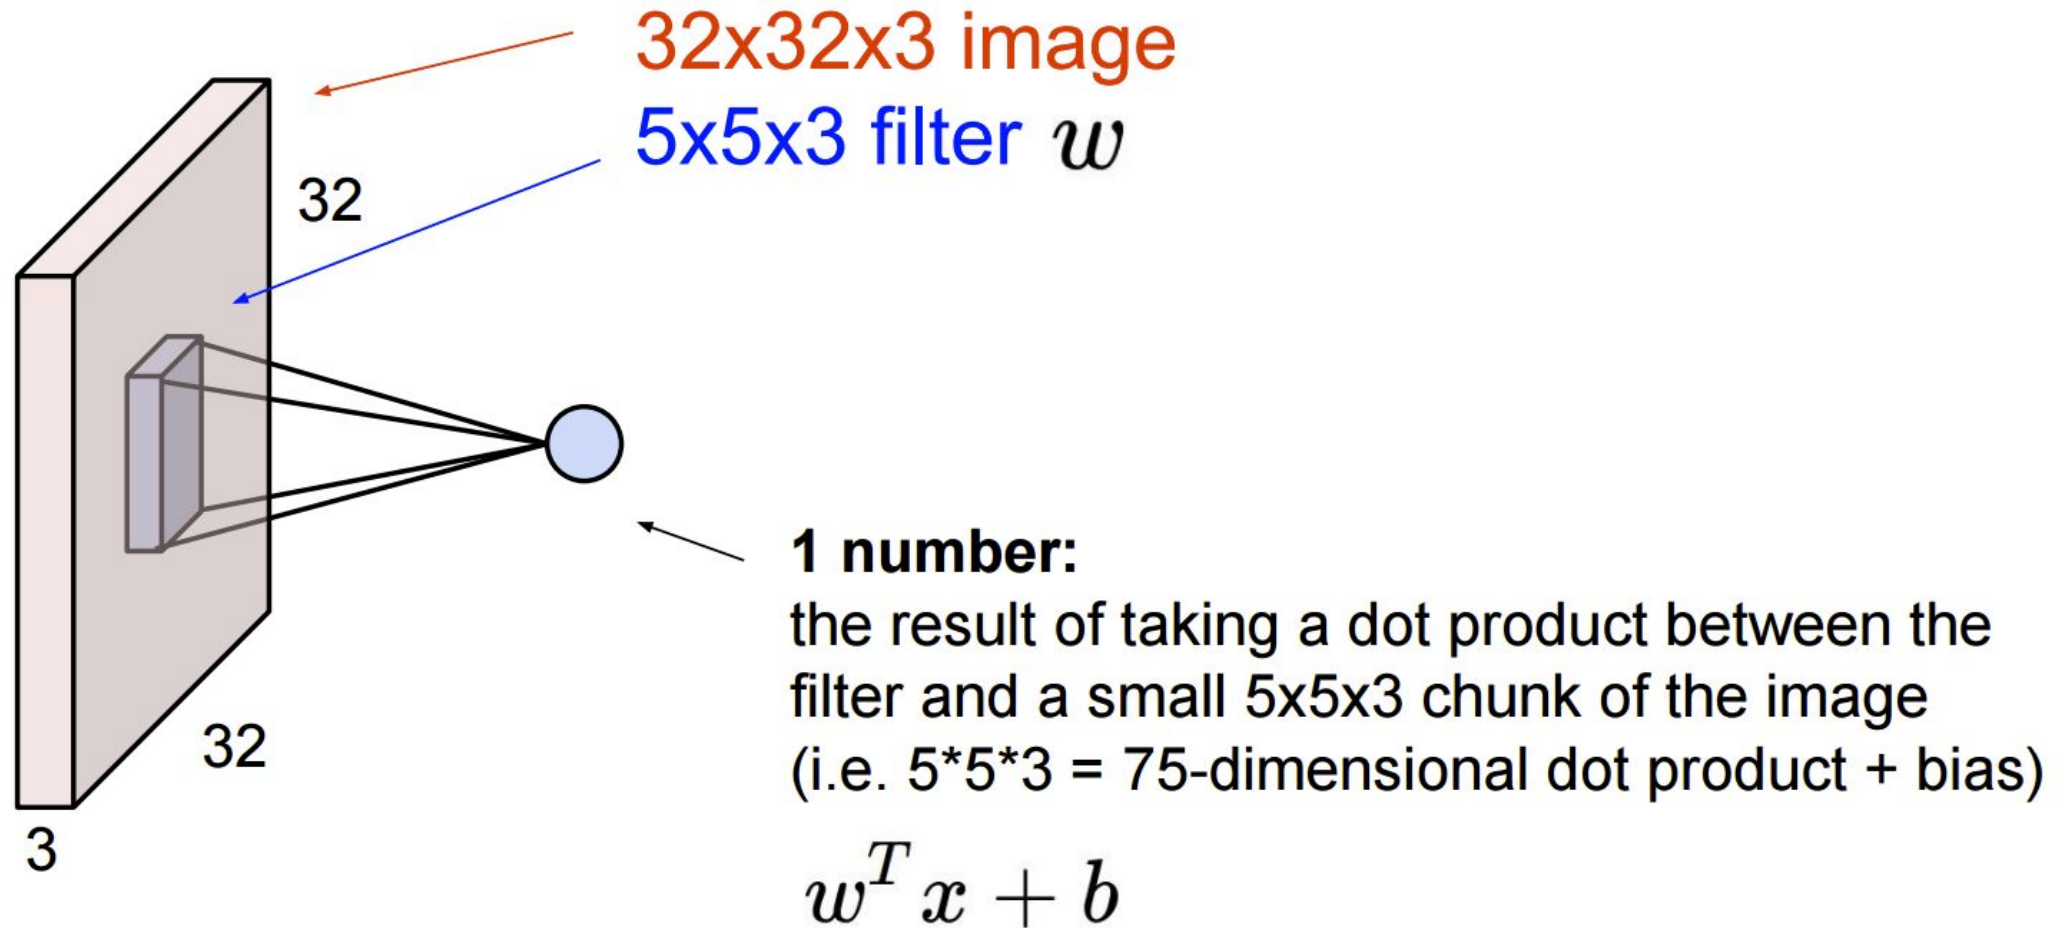 32x32x3 image
5x5x3 filter w
32
32
3
1 number:
the result of taking a dot product between the
filter and a small 5x5x3 chunk of the image
(i.e. 5*5*3 = 75-dimensional dot product + bias)
w^T x + b